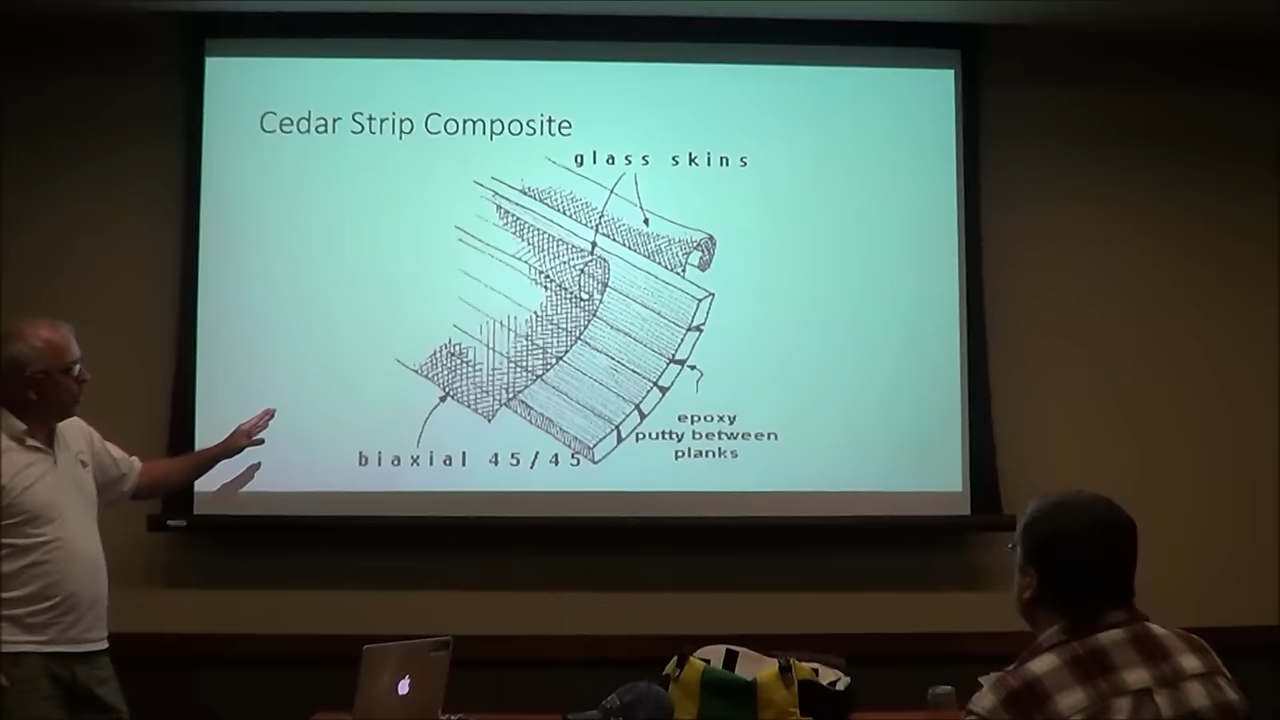 Cedar Strip Composite
glass skins
epoxy
putty between
planks
biaxial 45/45